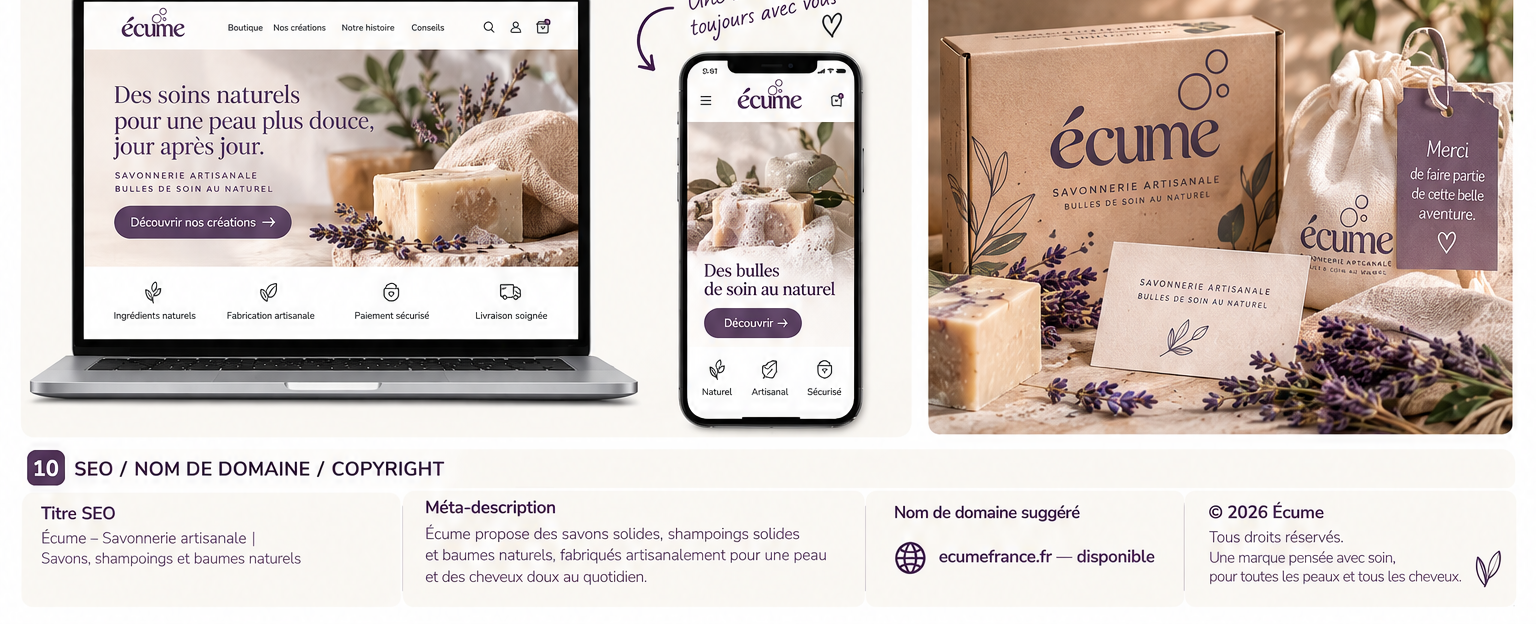 écume
Boutique Nos créations Notre histoire Conseils
Des soins naturels
pour une peau plus douce,
jour après jour.
SAVONNERIE ARTISANALE
BULLES DE SOIN AU NATUREL
Découvrir nos créations →
Ingrédients naturels Fabrication artisanale Paiement sécurisé Livraison soignée
toujours avec vous
écume
Des bulles
de soin au naturel
Découvrir →
Naturel Artisanal Sécurisé
écume
SAVONNERIE ARTISANALE
BULLES DE SOIN AU NATUREL
écume
Merci
de faire partie
de cette belle
aventure.
SAVONNERIE ARTISANALE
BULLES DE SOIN AU NATUREL
10 SEO / NOM DE DOMAINE / COPYRIGHT
Titre SEO
Écume – Savonnerie artisanale |
Savons, shampoings et baumes naturels
Méta-description
Écume propose des savons solides, shampoings solides
et baumes naturels, fabriqués artisanalement pour une peau
et des cheveux doux au quotidien.
Nom de domaine suggéré
ecumefrance.fr — disponible
© 2026 Écume
Tous droits réservés.
Une marque pensée avec soin,
pour toutes les peaux et tous les cheveux.